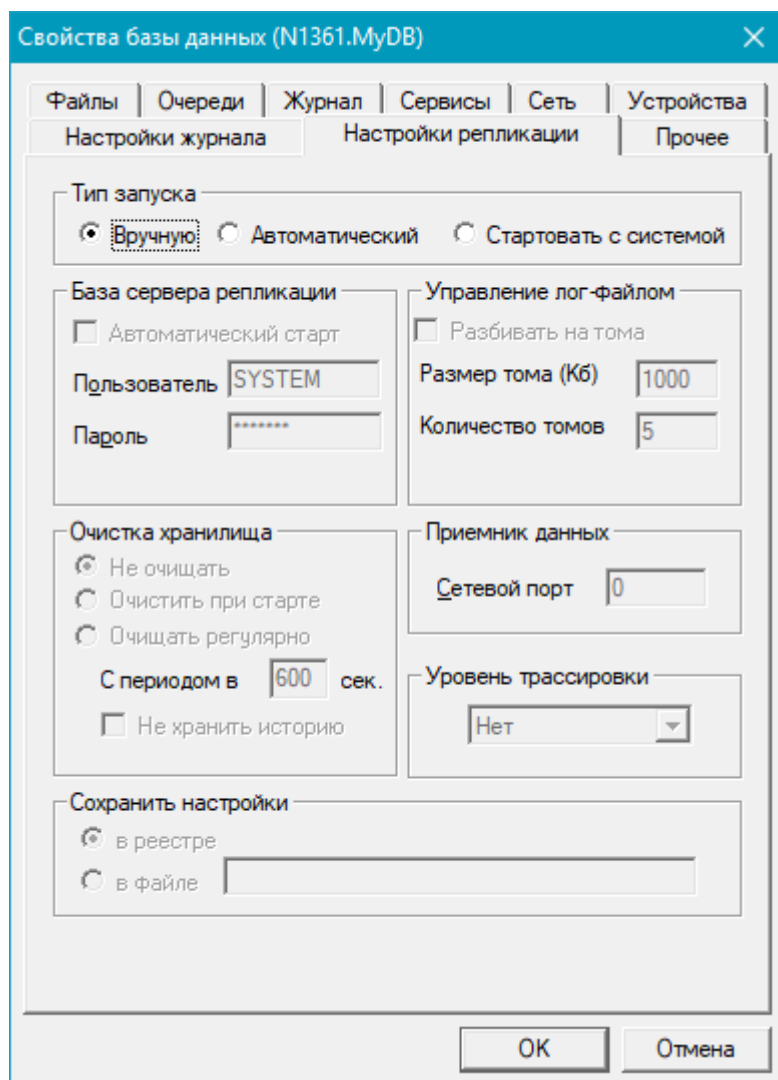 Свойства базы данных (N1361.MyDB)
Файлы Очереди Журнал Сервисы Сеть Устройства
Настройки журнала Настройки репликации Прочее
Тип запуска
Вручную Автоматический Стартовать с системой
База сервера репликации
Автоматический старт
Пользователь SYSTEM
Пароль *******
Управление лог-файлом
Разбивать на тома
Размер тома (Кб) 1000
Количество томов 5
Очистка хранилища
Не очищать
Очистить при старте
Очищать регулярно
С периодом в 600 сек.
Не хранить историю
Приемник данных
Сетевой порт 0
Уровень трассировки
Нет
Сохранить настройки
в реестре
в файле
OK Отмена